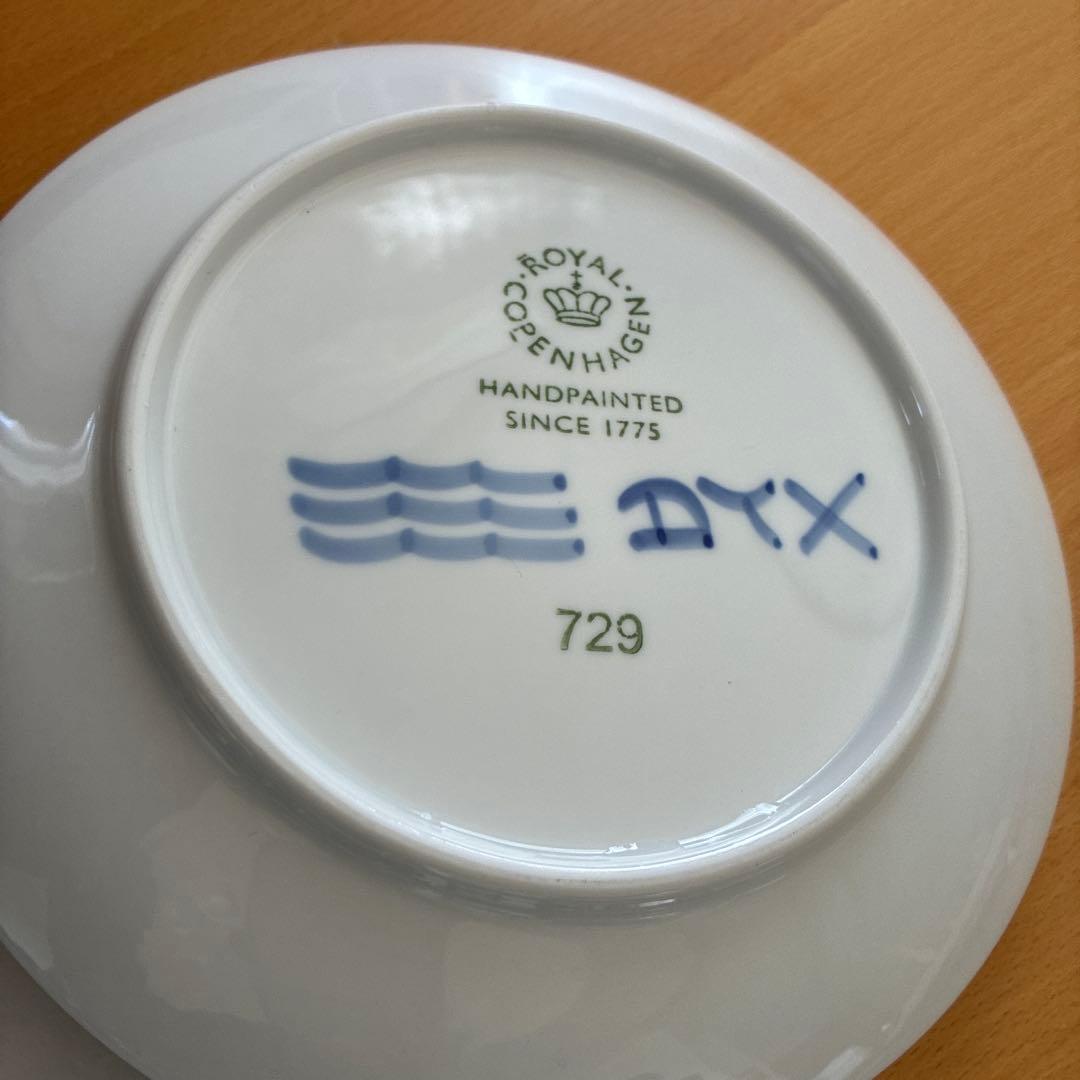 ROYAL · COPENHAGEN ·
HANDPAINTED
SINCE 1775
DYX
729